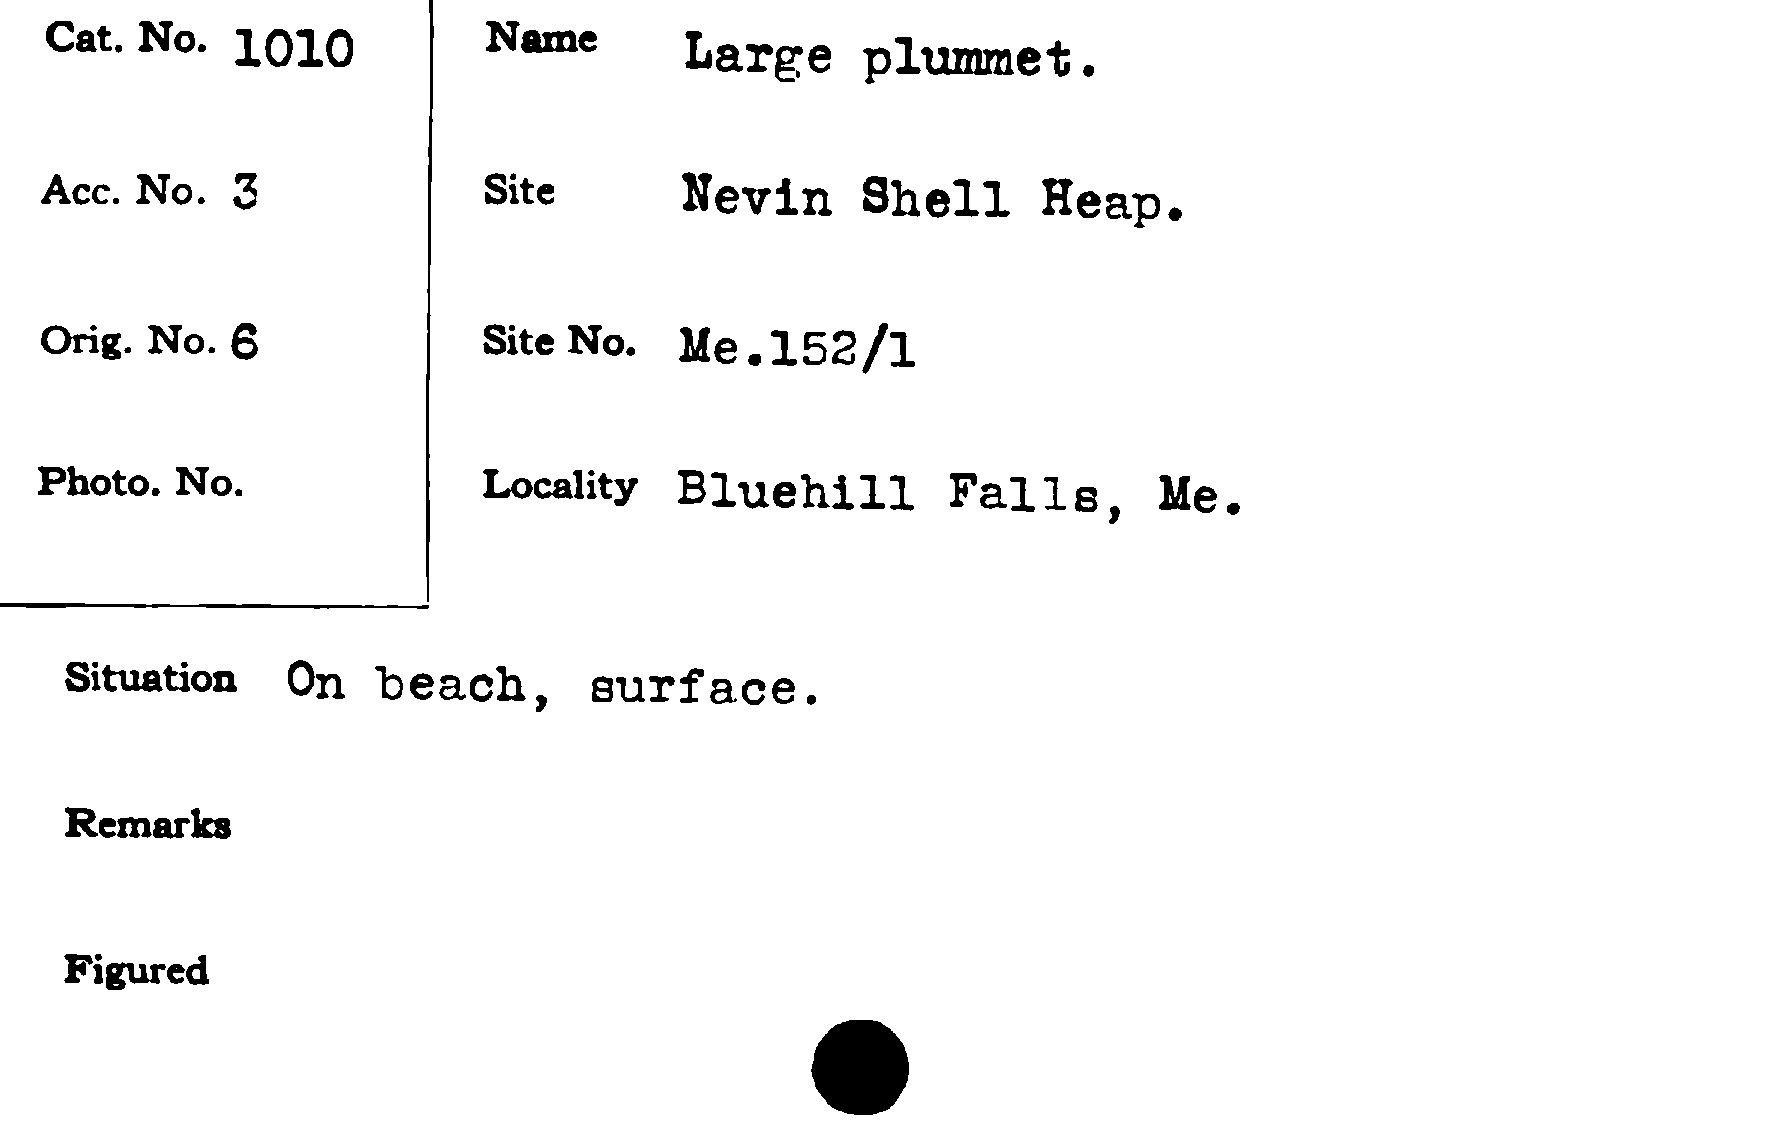 Cat. No. 1010
Name Large plummet.
Acc. No. 3
Site Nevin Shell Heap.
Orig. No. 6
Site No. Me.152/1
Photo. No.
Locality Bluehill Falls, Me.
Situation On beach, surface.
Remarks
Figured